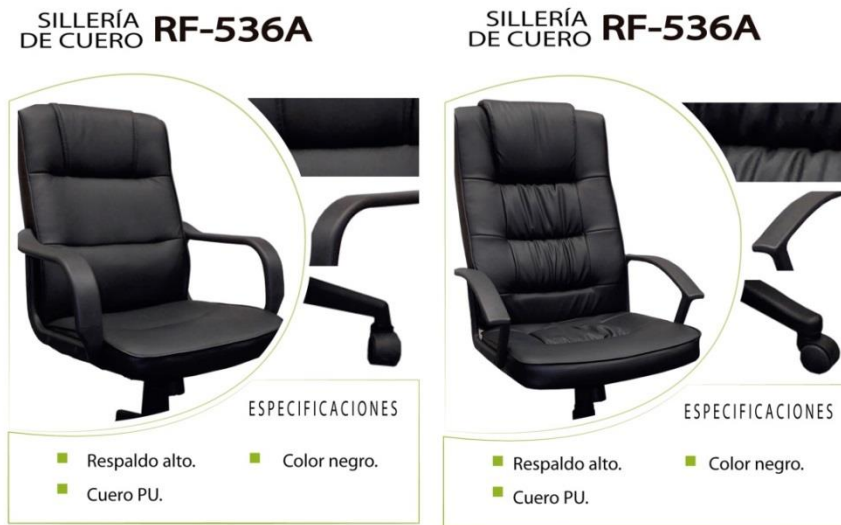 SILLERÍA
DE CUERO RF-536A
ESPECIFICACIONES
Respaldo alto.
Color negro.
Cuero PU.
SILLERÍA
DE CUERO RF-536A
ESPECIFICACIONES
Respaldo alto.
Color negro.
Cuero PU.